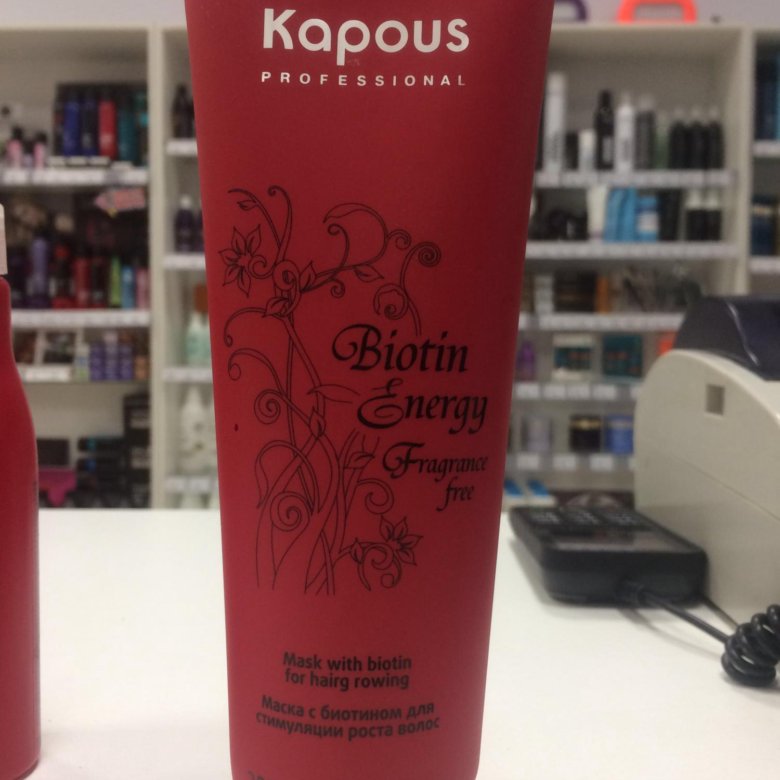 Kapous
PROFESSIONAL
Biotin
Energy
Fragrance
free
Mask with biotin
for hairg rowing
Маска с биотином для
стимуляции роста волос